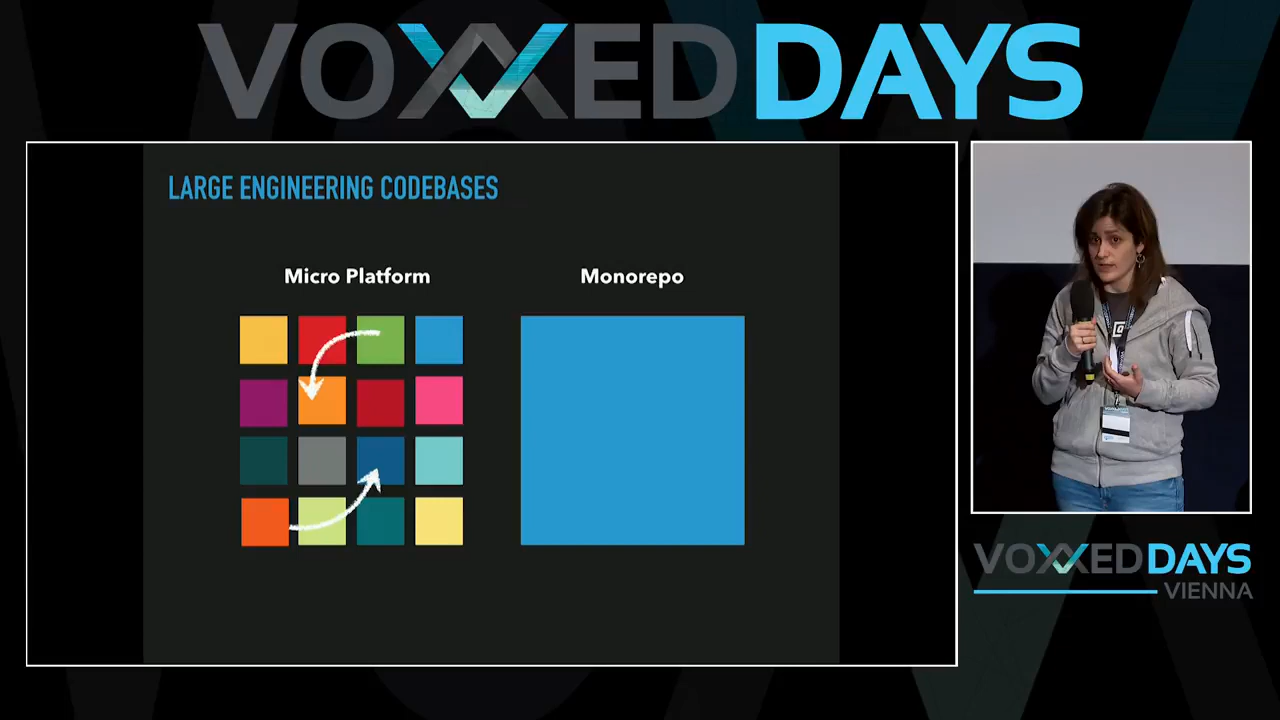 VOXXED DAYS
LARGE ENGINEERING CODEBASES
Micro Platform
Monorepo
VOXXED DAYS
VIENNA